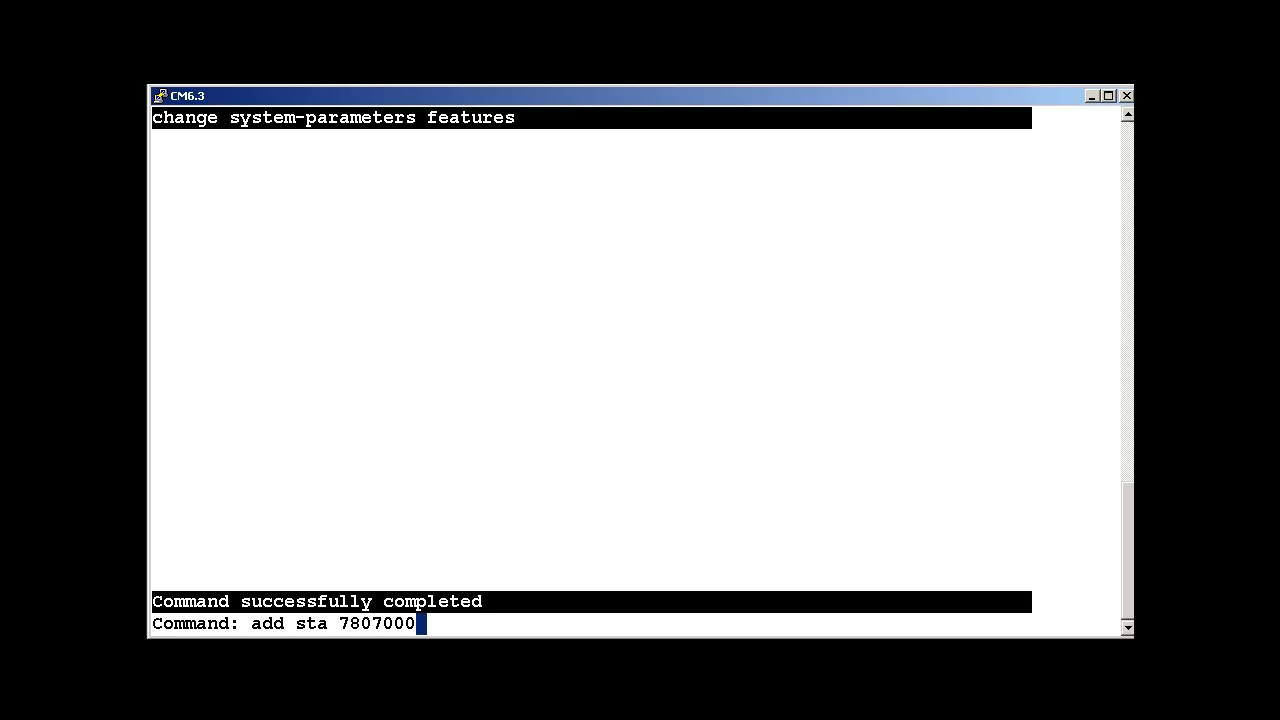 CM6.3
change system-parameters features
Command successfully completed
Command: add sta 7807000